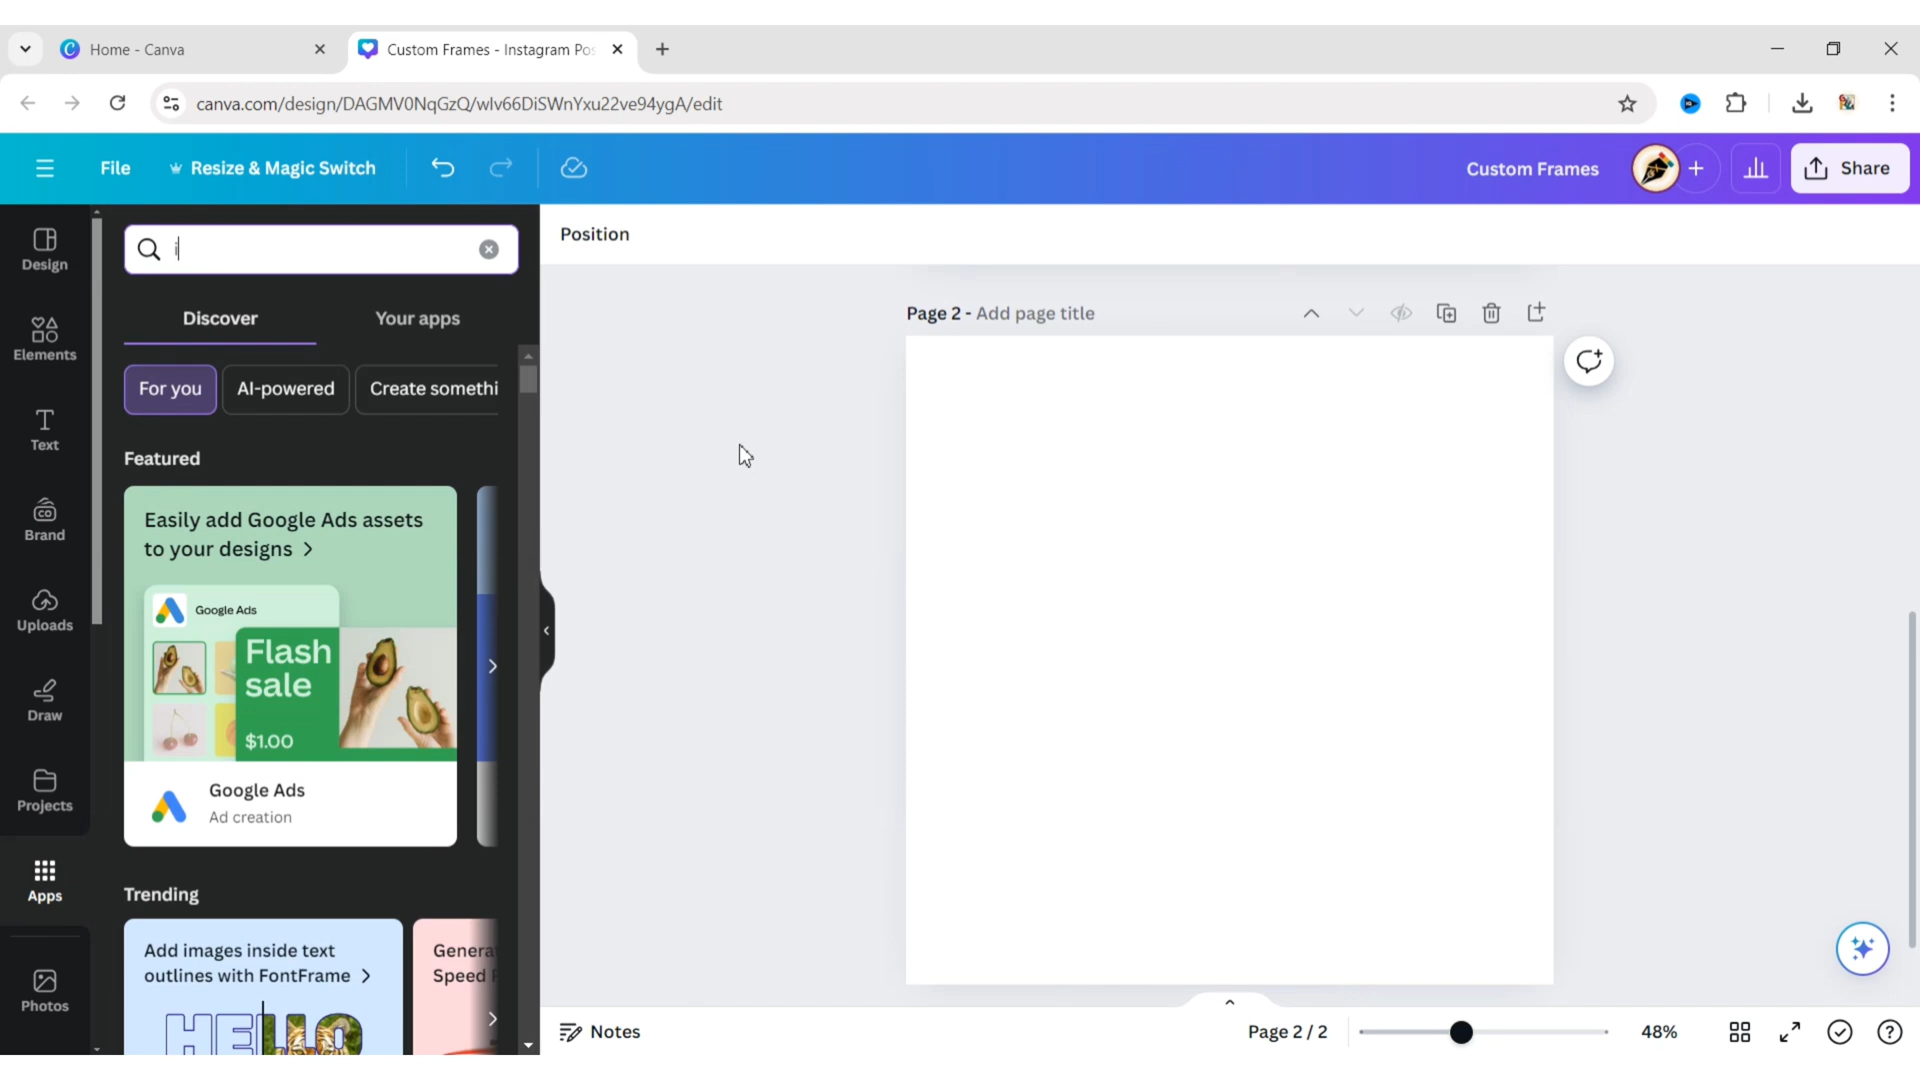 Home - Canva
Custom Frames - Instagram Pos
canva.com/design/DAGMV0NqGzQ/wIv66DiSWnYxu22ve94ygA/edit
File
Resize & Magic Switch
Custom Frames
Share
Design
Elements
Text
Brand
Uploads
Draw
Projects
Apps
Photos
i
Discover
Your apps
For you
AI-powered
Create somethi
Featured
Easily add Google Ads assets
to your designs >
Google Ads
Flash
sale
$1.00
Google Ads
Ad creation
Trending
Add images inside text
outlines with FontFrame >
HELLO
Genera
Speed
Position
Page 2 - Add page title
Notes
Page 2 / 2
48%